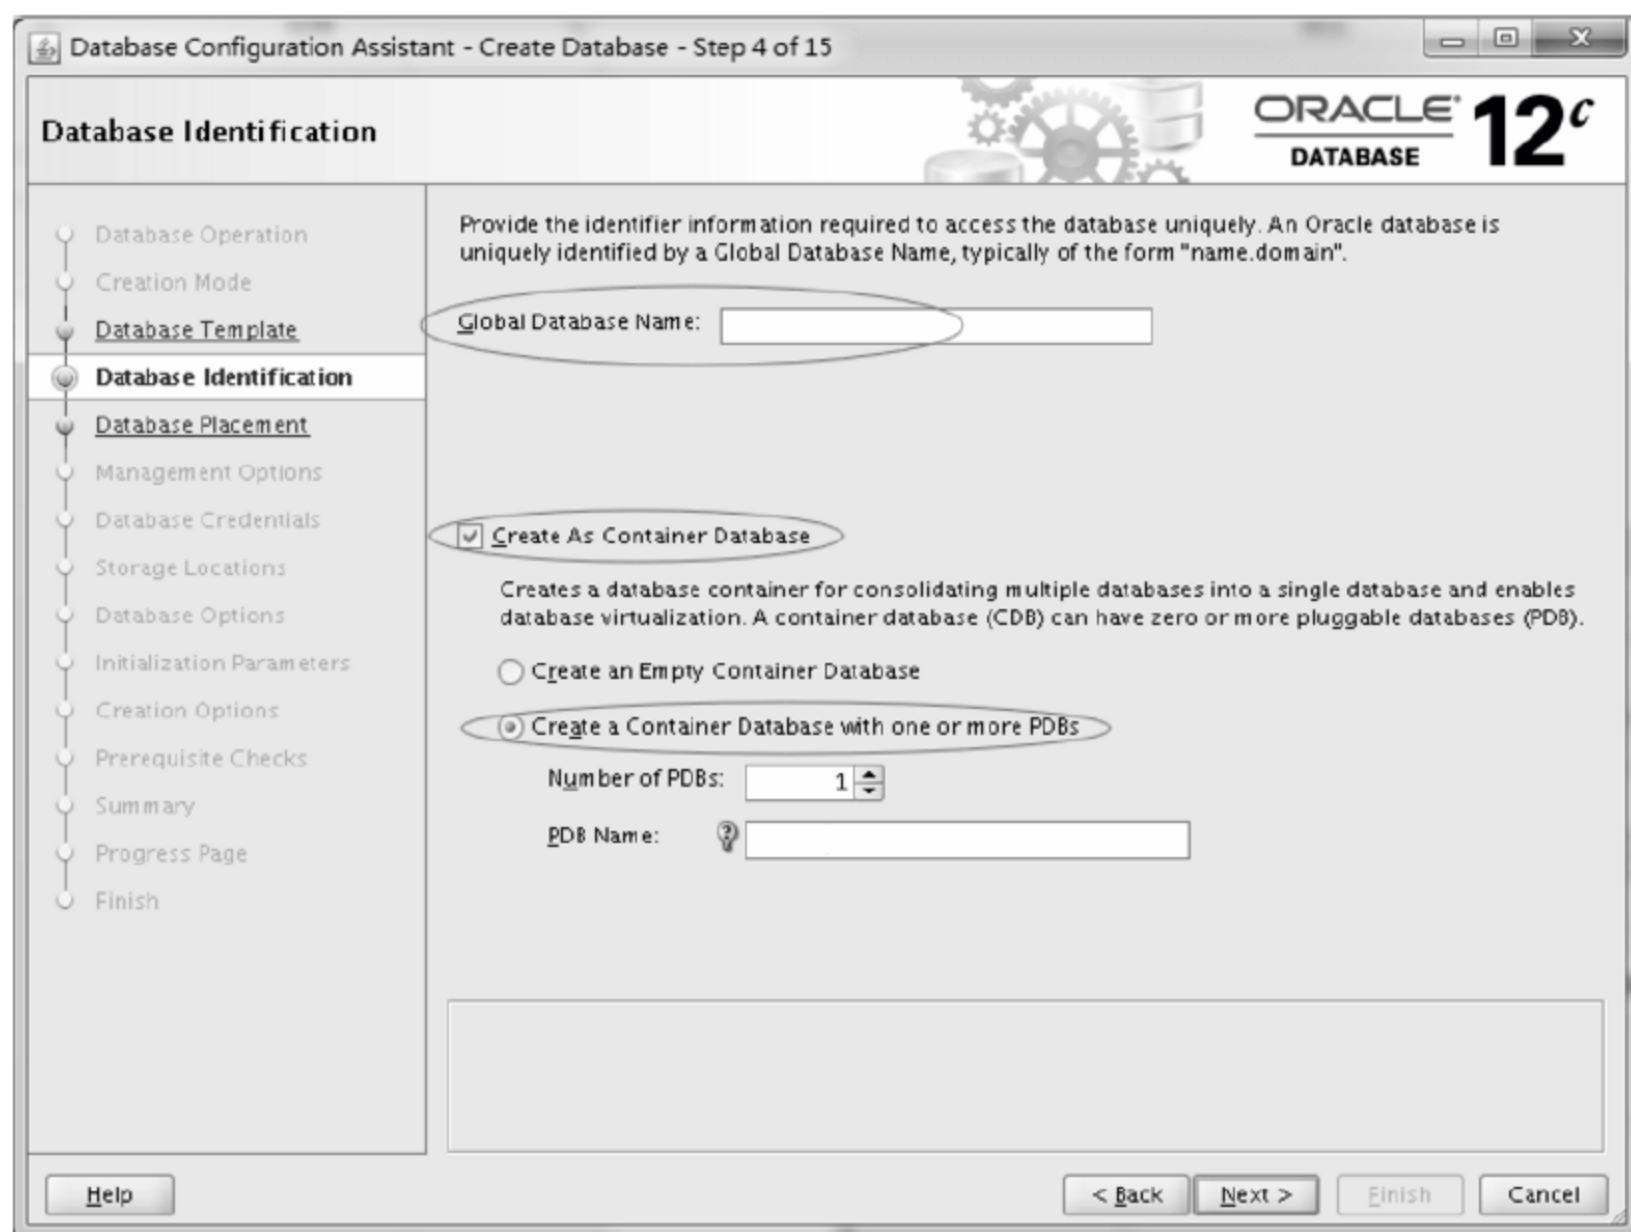 Database Configuration Assistant - Create Database - Step 4 of 15
Database Identification
ORACLE
DATABASE
12c
Database Operation
Creation Mode
Database Template
Database Identification
Database Placement
Management Options
Database Credentials
Storage Locations
Database Options
Initialization Parameters
Creation Options
Prerequisite Checks
Summary
Progress Page
Finish
Provide the identifier information required to access the database uniquely. An Oracle database is
uniquely identified by a Global Database Name, typically of the form "name.domain".
Global Database Name:
Create As Container Database
Creates a database container for consolidating multiple databases into a single database and enables
database virtualization. A container database (CDB) can have zero or more pluggable databases (PDB).
Create an Empty Container Database
Create a Container Database with one or more PDBs
Number of PDBs: 1
PDB Name:
Help
< Back
Next >
Finish
Cancel